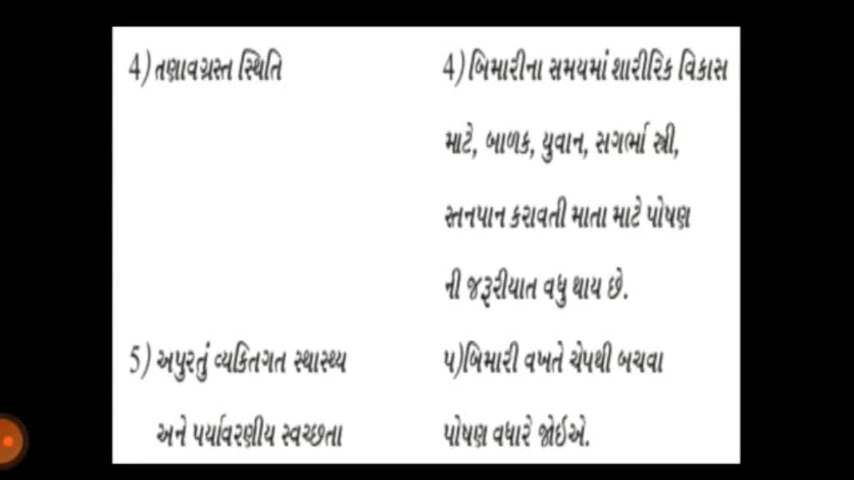 4) તણાવગ્રસ્ત સ્થિતિ
4) બિમારીના સમયમાં શારીરિક વિકાસ
માટે, બાળક, યુવાન, સગર્ભા સ્ત્રી,
સ્તનપાન કરાવતી માતા માટે પોષણ
ની જરૂરીયાત વધુ થાય છે.
5) અપુરતું વ્યકિતગત સ્થાસ્થ્ય
અને પર્યાવરણીય સ્વચ્છતા
૫)બિમારી વખતે ચેપથી બચવા
પોષણ વધારે જોઈએ.